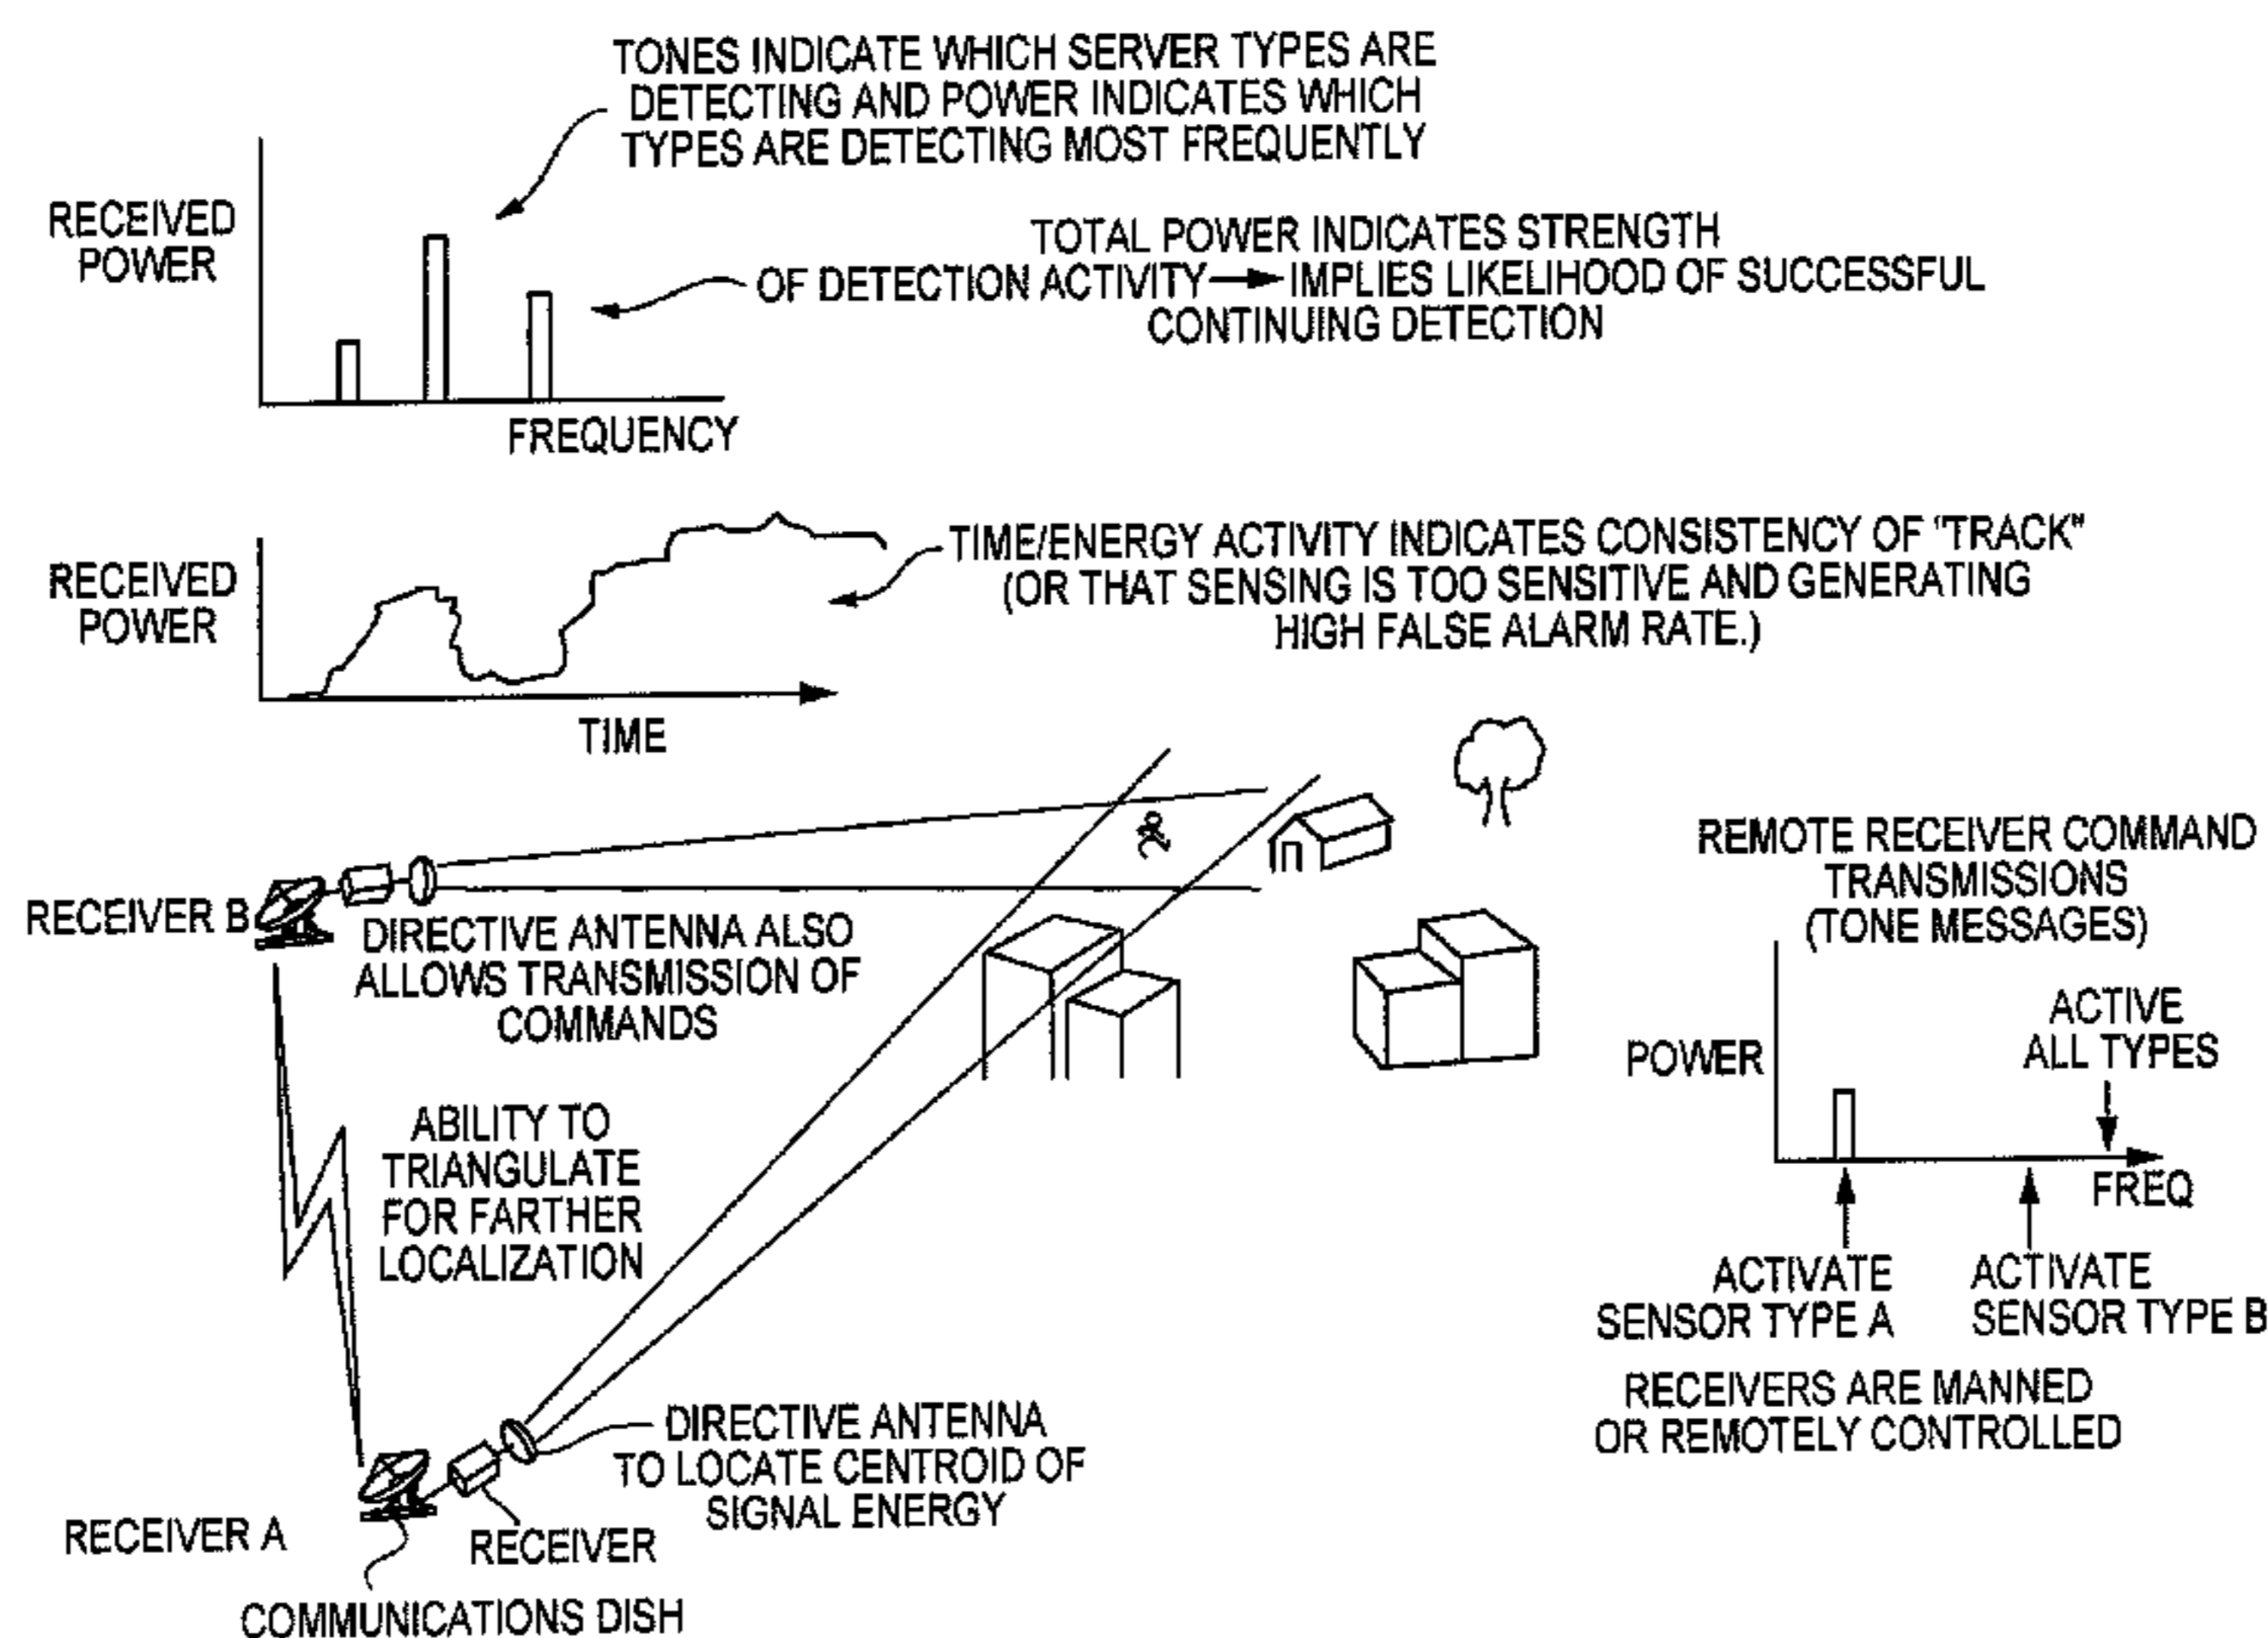 TONES INDICATE WHICH SERVER TYPES ARE
DETECTING AND POWER INDICATES WHICH
TYPES ARE DETECTING MOST FREQUENTLY
RECEIVED
POWER
TOTAL POWER INDICATES STRENGTH
OF DETECTION ACTIVITY → IMPLIES LIKELIHOOD OF SUCCESSFUL
CONTINUING DETECTION
FREQUENCY
RECEIVED
POWER
TIME/ENERGY ACTIVITY INDICATES CONSISTENCY OF "TRACK"
(OR THAT SENSING IS TOO SENSITIVE AND GENERATING
HIGH FALSE ALARM RATE.)
TIME
RECEIVER B
DIRECTIVE ANTENNA ALSO
ALLOWS TRANSMISSION OF
COMMANDS
REMOTE RECEIVER COMMAND
TRANSMISSIONS
(TONE MESSAGES)
POWER
ACTIVE
ALL TYPES
FREQ
ACTIVATE
SENSOR TYPE A
ACTIVATE
SENSOR TYPE B
RECEIVERS ARE MANNED
OR REMOTELY CONTROLLED
ABILITY TO
TRIANGULATE
FOR FARTHER
LOCALIZATION
DIRECTIVE ANTENNA
TO LOCATE CENTROID OF
SIGNAL ENERGY
RECEIVER A
RECEIVER
COMMUNICATIONS DISH